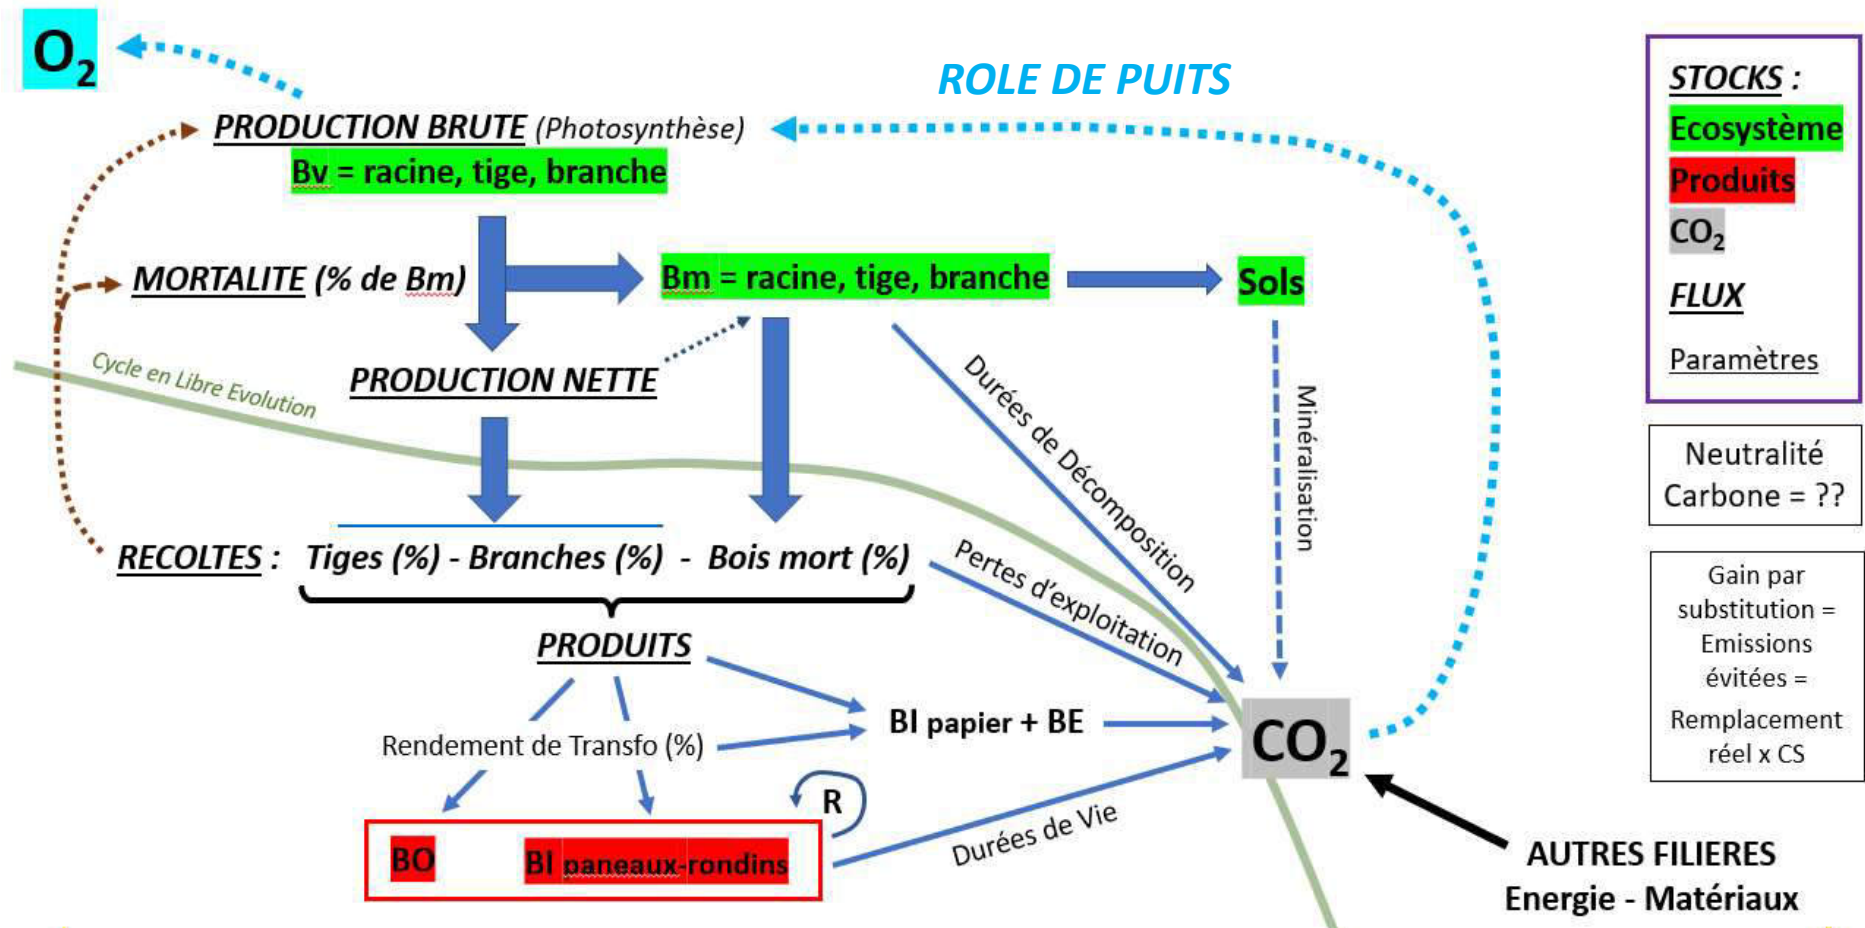 O₂
ROLE DE PUITS
PRODUCTION BRUTE (Photosynthèse)
Bv = racine, tige, branche
MORTALITE (% de Bm)
Bm = racine, tige, branche
Sols
Cycle en Libre Evolution
PRODUCTION NETTE
Durées de Décomposition
Minéralisation
RECOLTES : Tiges (%) - Branches (%) - Bois mort (%)
Pertes d'exploitation
PRODUITS
Rendement de Transfo (%)
BI papier + BE
CO₂
R
BO
BI paneaux-rondins
Durées de Vie
AUTRES FILIERES
Energie - Matériaux
STOCKS :
Ecosystème
Produits
CO₂
FLUX
Paramètres
Neutralité
Carbone = ??
Gain par
substitution =
Emissions
évitées =
Remplacement
réel x CS